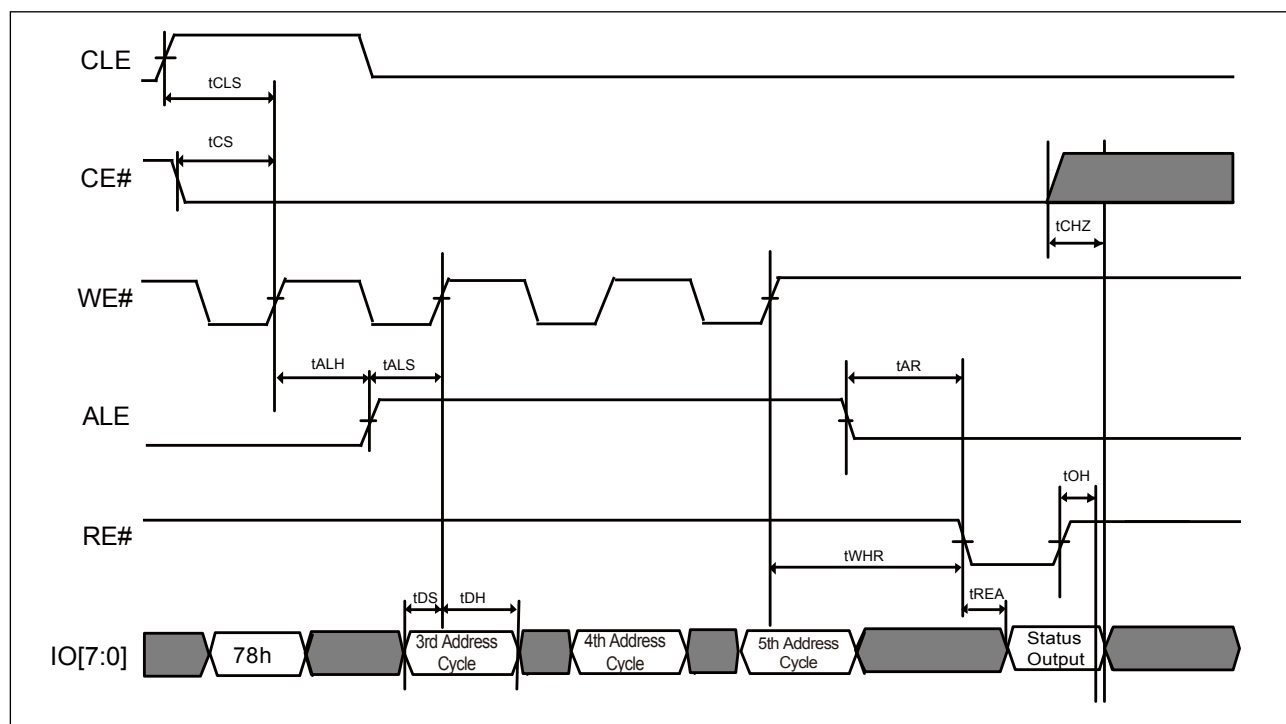 CLE
tCLS
tCS
CE#
tCHZ
WE#
tALH
tALS
tAR
ALE
tOH
RE#
tWHR
tDS
tDH
tREA
IO[7:0]
78h
3rd Address
Cycle
4th Address
Cycle
5th Address
Cycle
Status
Output